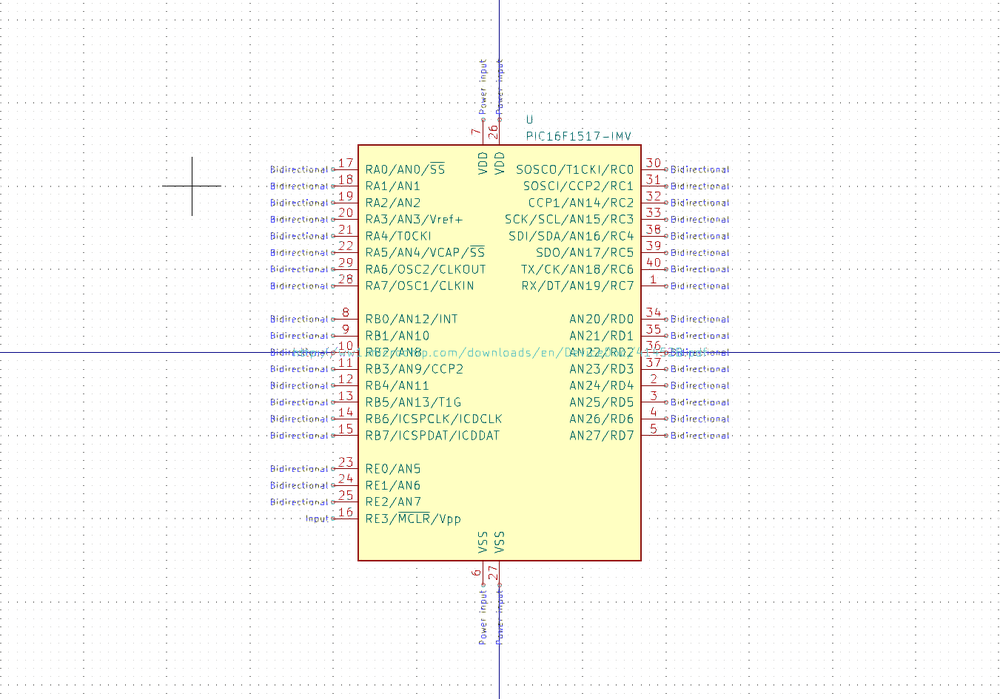 Power input
Power input
7
26
U
PIC16F1517-IMV
VDD
VDD
Bidirectional 17 RA0/AN0/SS SOSCO/T1CKI/RC0 30 Bidirectional
Bidirectional 18 RA1/AN1 SOSCI/CCP2/RC1 31 Bidirectional
Bidirectional 19 RA2/AN2 CCP1/AN14/RC2 32 Bidirectional
Bidirectional 20 RA3/AN3/Vref+ SCK/SCL/AN15/RC3 33 Bidirectional
Bidirectional 21 RA4/T0CKI SDI/SDA/AN16/RC4 38 Bidirectional
Bidirectional 22 RA5/AN4/VCAP/SS SDO/AN17/RC5 39 Bidirectional
Bidirectional 29 RA6/OSC2/CLKOUT TX/CK/AN18/RC6 40 Bidirectional
Bidirectional 28 RA7/OSC1/CLKIN RX/DT/AN19/RC7 1 Bidirectional
Bidirectional 8 RB0/AN12/INT AN20/RD0 34 Bidirectional
Bidirectional 9 RB1/AN10 AN21/RD1 35 Bidirectional
Bidirectional 10 RB2/AN8 AN22/RD2 36 Bidirectional
Bidirectional 11 RB3/AN9/CCP2 AN23/RD3 37 Bidirectional
Bidirectional 12 RB4/AN11 AN24/RD4 2 Bidirectional
Bidirectional 13 RB5/AN13/T1G AN25/RD5 3 Bidirectional
Bidirectional 14 RB6/ICSPCLK/ICDCLK AN26/RD6 4 Bidirectional
Bidirectional 15 RB7/ICSPDAT/ICDDAT AN27/RD7 5 Bidirectional
Bidirectional 23 RE0/AN5
Bidirectional 24 RE1/AN6
Bidirectional 25 RE2/AN7
Input 16 RE3/MCLR/Vpp
VSS
VSS
6
27
Power input
Power input